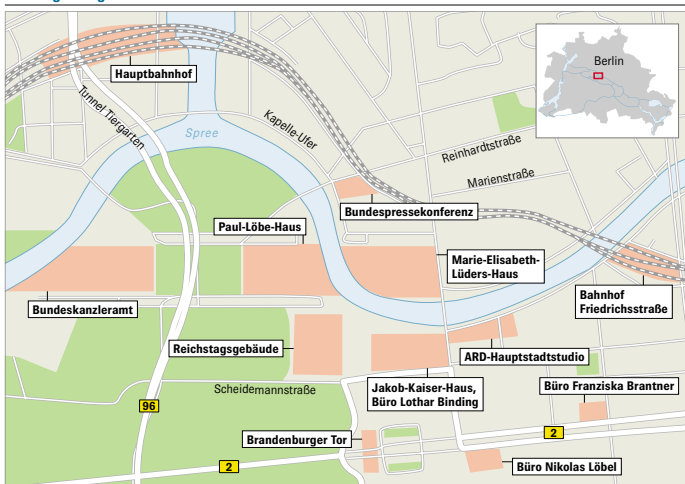 Hauptbahnhof
Berlin
Tunnel Tiergarten
Spree
Kapelle-Ufer
Reinhardtstraße
Marienstraße
Bundespressekonferenz
Paul-Löbe-Haus
Marie-Elisabeth-
Lüders-Haus
Bundeskanzleramt
Bahnhof
Friedrichsstraße
Reichstagsgebäude
ARD-Hauptstadtstudio
Scheidemannstraße
Jakob-Kaiser-Haus,
Büro Lothar Binding
Büro Franziska Brantner
96
Brandenburger Tor
2
2
Büro Nikolas Löbel